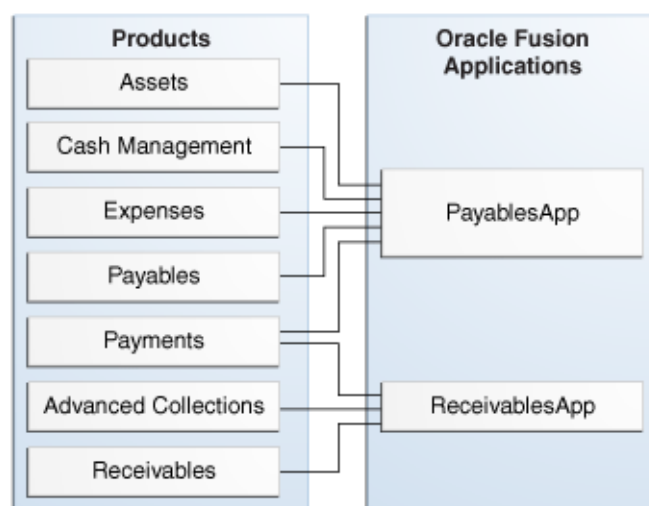 Products
Assets
Cash Management
Expenses
Payables
Payments
Advanced Collections
Receivables
Oracle Fusion
Applications
PayablesApp
ReceivablesApp